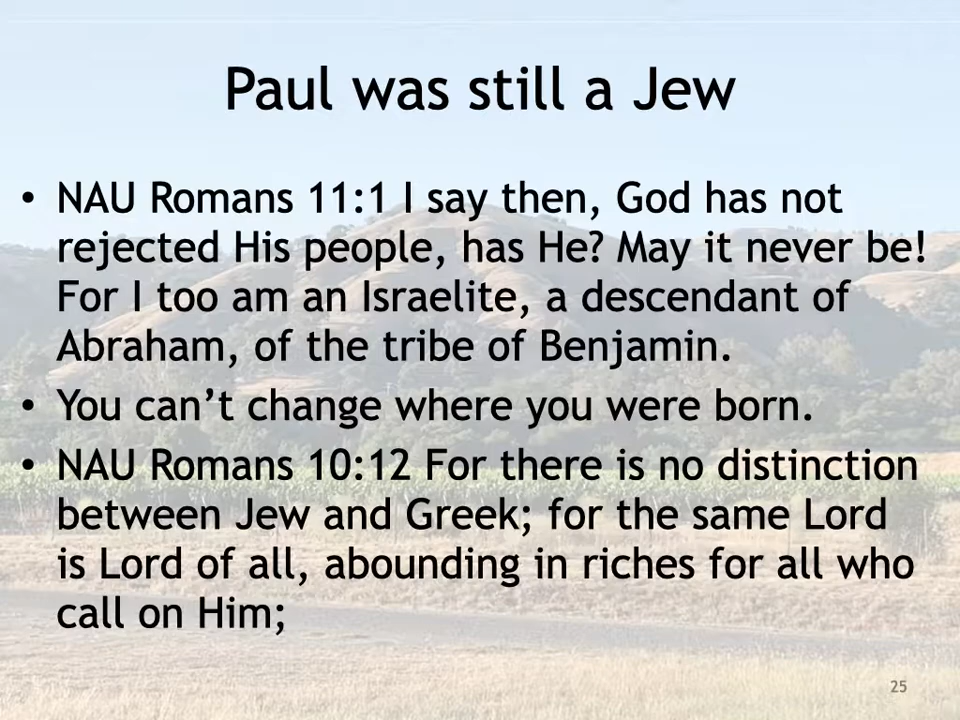 Paul was still a Jew
• NAU Romans 11:1 I say then, God has not
rejected His people, has He? May it never be!
For I too am an Israelite, a descendant of
Abraham, of the tribe of Benjamin.
• You can’t change where you were born.
• NAU Romans 10:12 For there is no distinction
between Jew and Greek; for the same Lord
is Lord of all, abounding in riches for all who
call on Him;
25